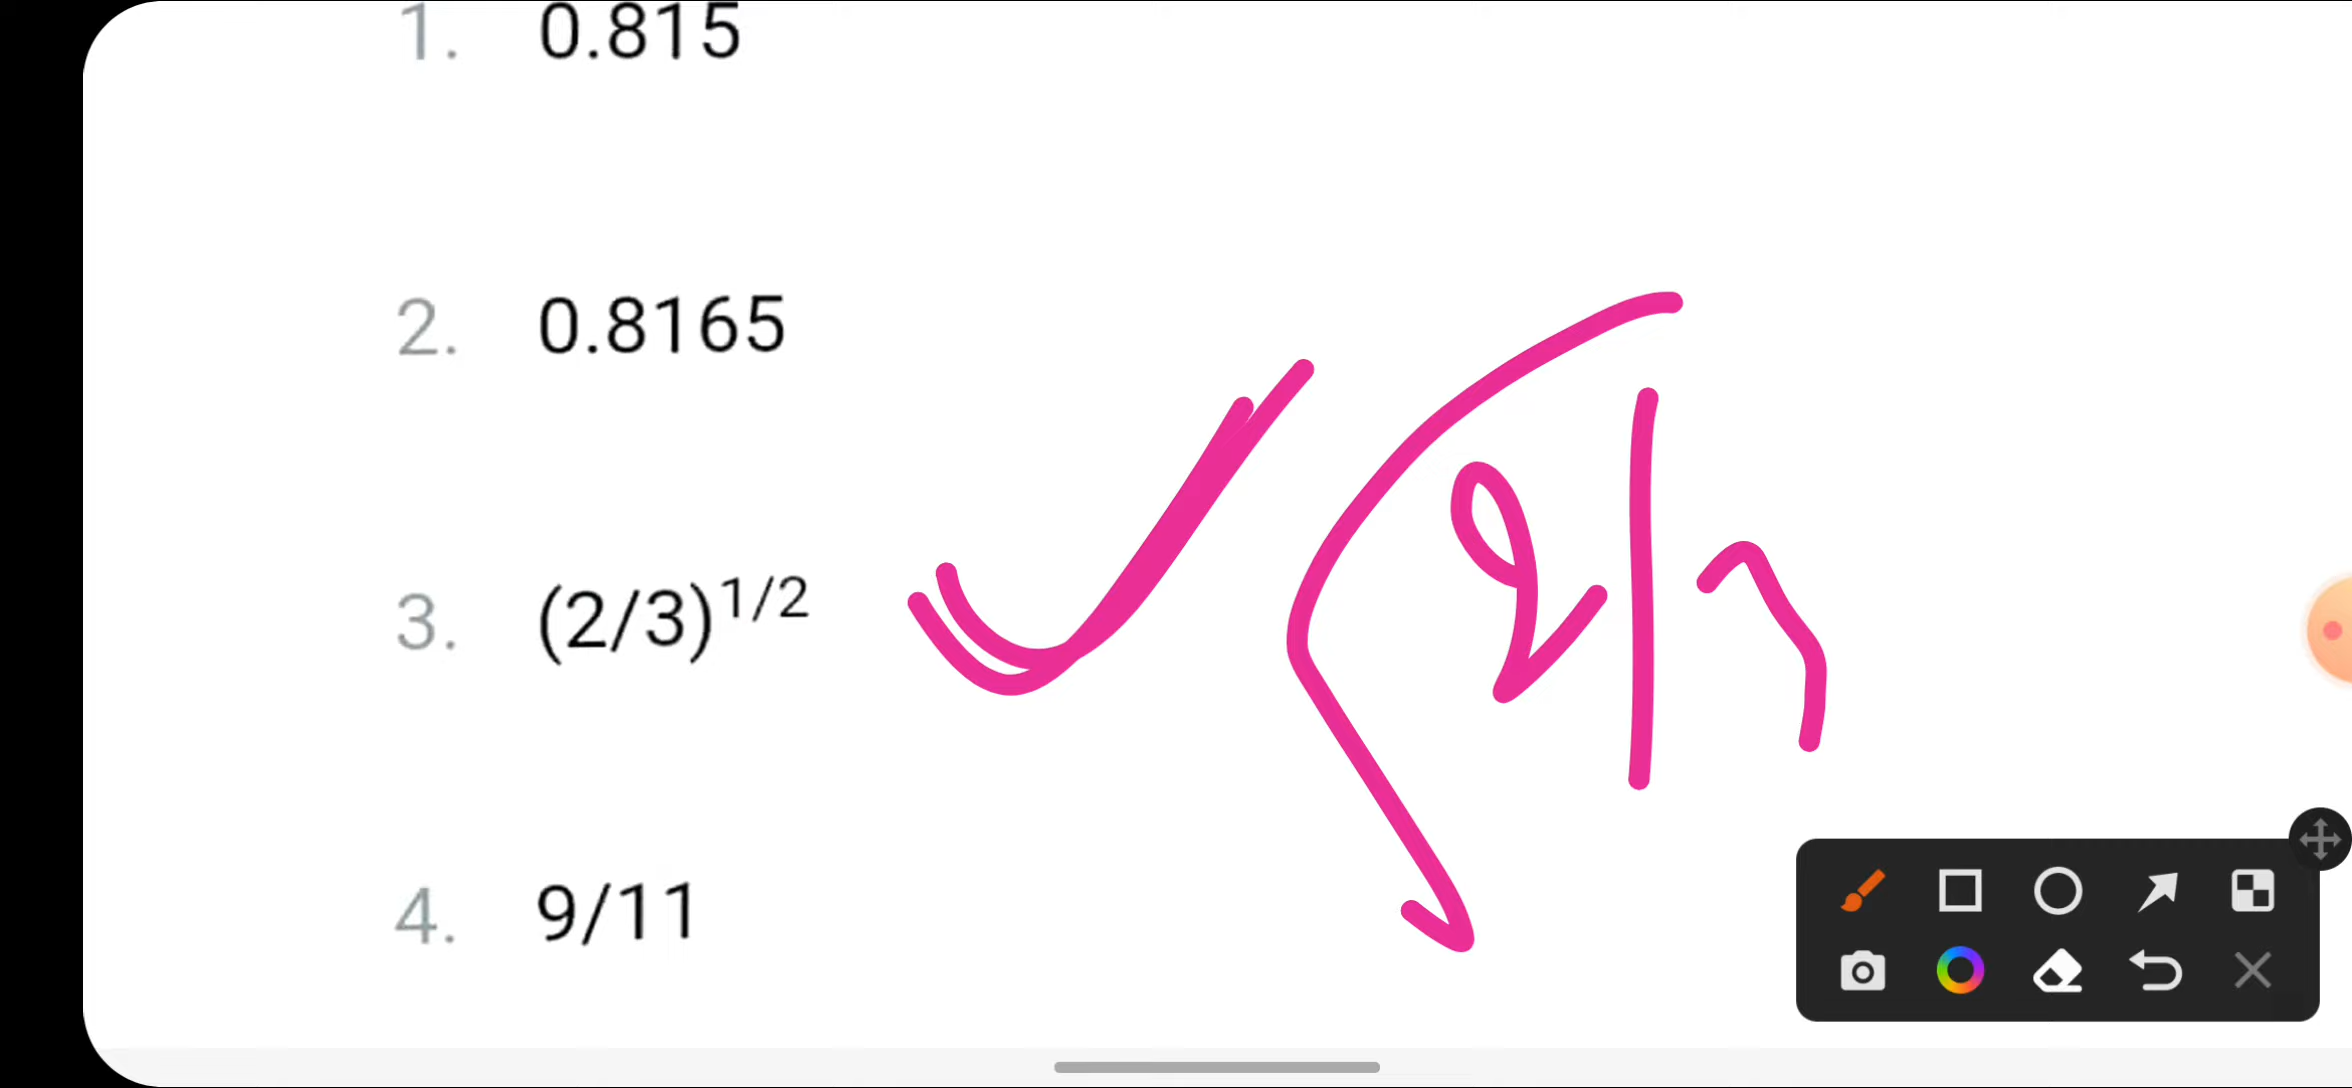 1. 0.815
2. 0.8165
3. (2/3)^1/2
4. 9/11